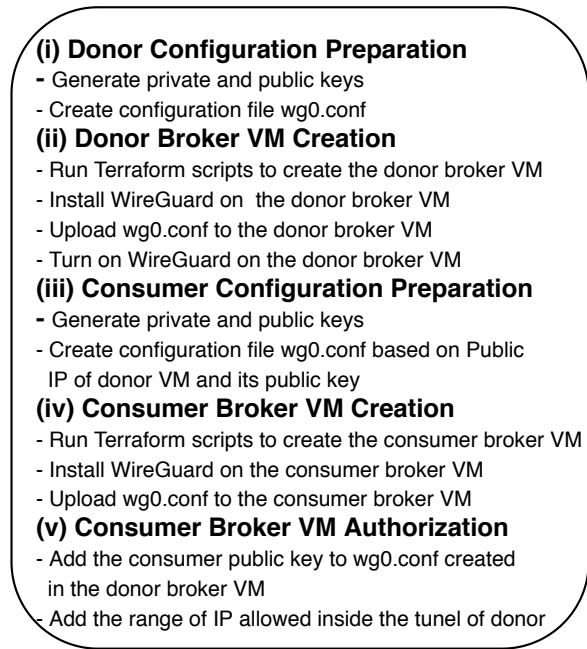 (i) Donor Configuration Preparation
- Generate private and public keys
- Create configuration file wg0.conf
(ii) Donor Broker VM Creation
- Run Terraform scripts to create the donor broker VM
- Install WireGuard on the donor broker VM
- Upload wg0.conf to the donor broker VM
- Turn on WireGuard on the donor broker VM
(iii) Consumer Configuration Preparation
- Generate private and public keys
- Create configuration file wg0.conf based on Public
IP of donor VM and its public key
(iv) Consumer Broker VM Creation
- Run Terraform scripts to create the consumer broker VM
- Install WireGuard on the consumer broker VM
- Upload wg0.conf to the consumer broker VM
(v) Consumer Broker VM Authorization
- Add the consumer public key to wg0.conf created
in the donor broker VM
- Add the range of IP allowed inside the tunel of donor